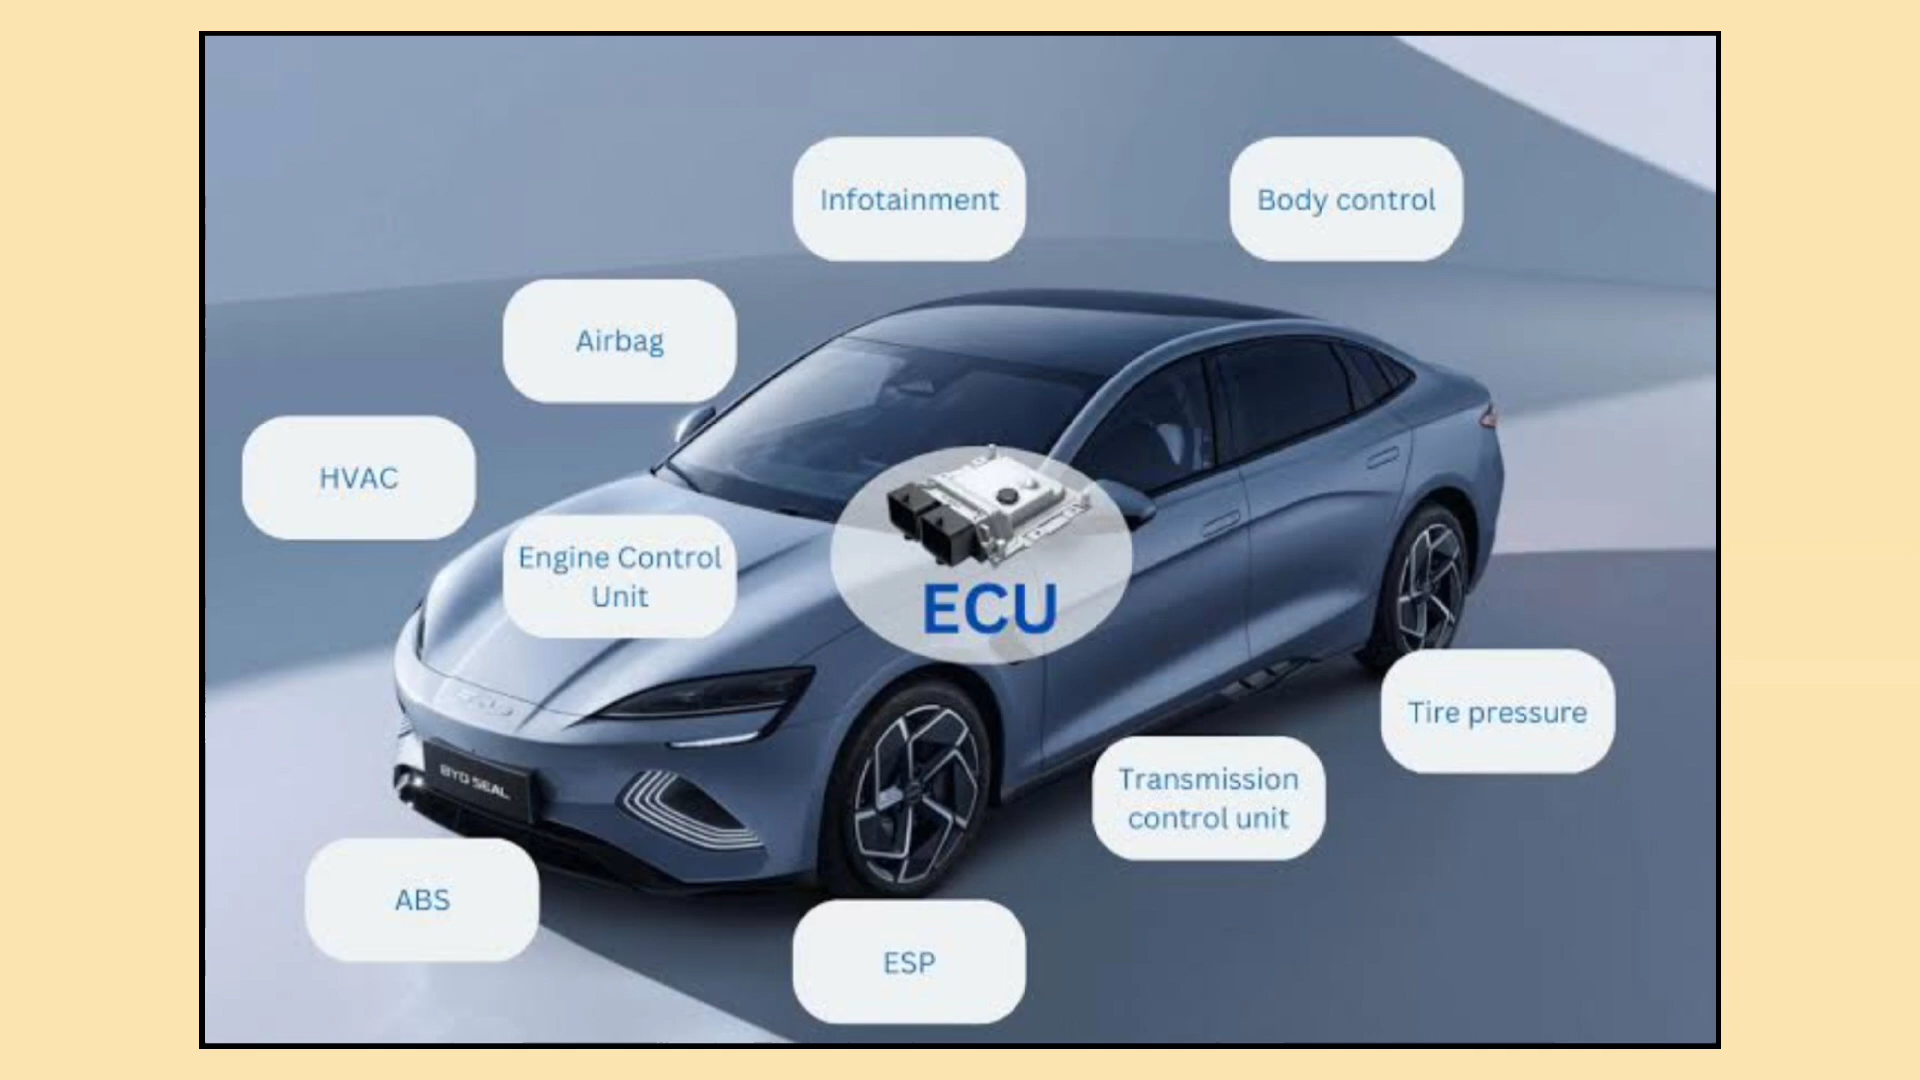 Infotainment
Body control
Airbag
HVAC
Engine Control
Unit
ECU
Tire pressure
BYD SEAL
Transmission
control unit
ABS
ESP